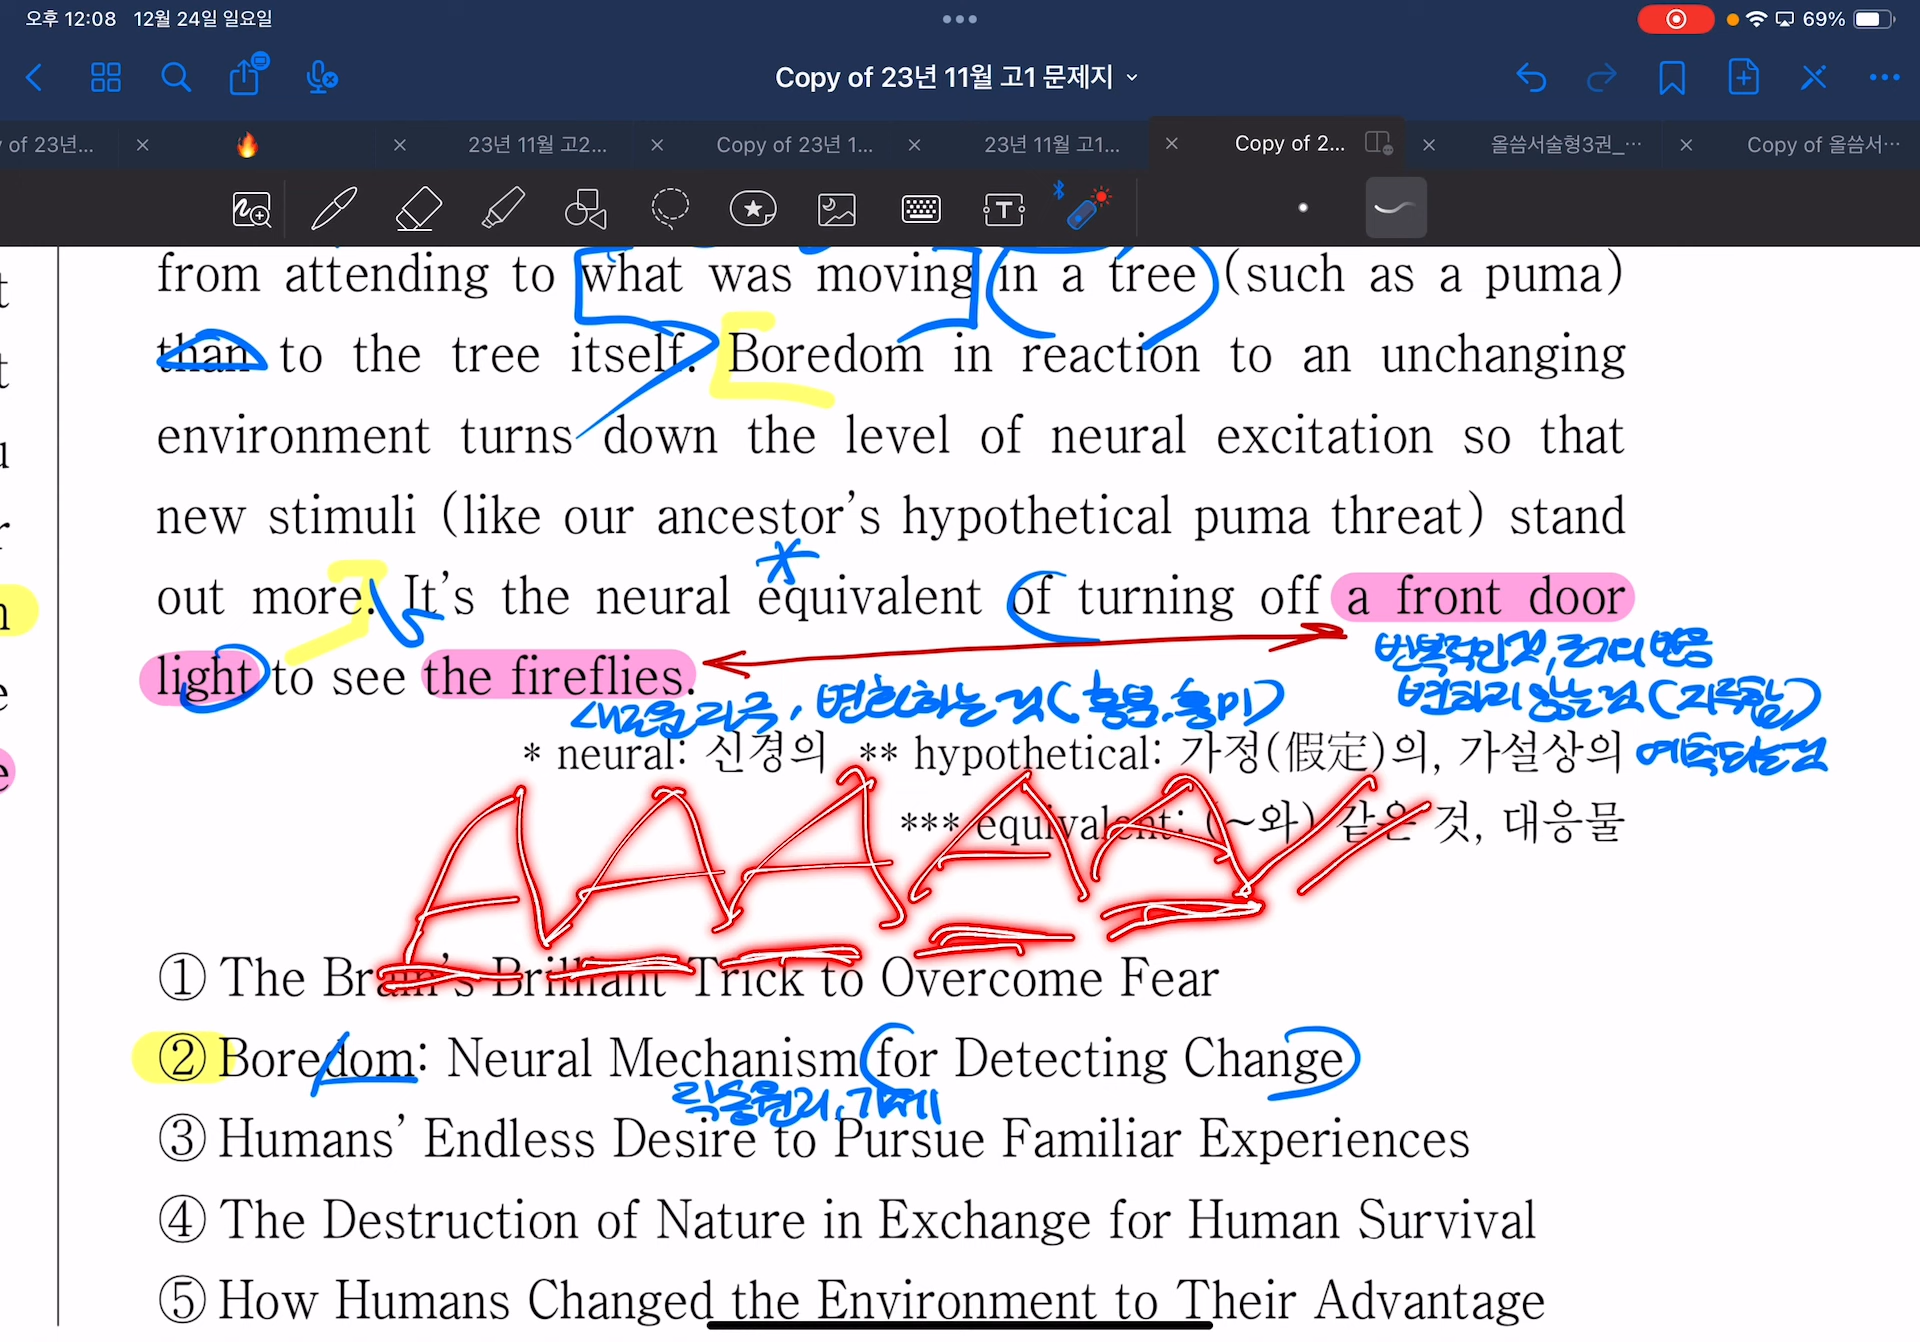 오후 12:08 12월 24일 일요일
69%
Copy of 23년 11월 고1 문제지
of 23년...
23년 11월 고2...
Copy of 23년 1...
23년 11월 고1...
Copy of 2...
올씀서술형3권_...
Copy of 올씀서...
from attending to what was moving in a tree (such as a puma)
than to the tree itself. Boredom in reaction to an unchanging
environment turns down the level of neural excitation so that
new stimuli (like our ancestor's hypothetical puma threat) stand
out more. It's the neural equivalent of turning off a front door
반복적인 것,
light to see the fireflies.
변하지 않는 것(지루함)
새로운 자극, 변화하는 것(흥분, 흥미)
* neural: 신경의 ** hypothetical: 가정(假定)의, 가설상의
예측되는 것
*** equivalent: (~와) 같은 것, 대응물
A A A A A
① The Brain's Brilliant Trick to Overcome Fear
② Boredom: Neural Mechanism for Detecting Change
작동원리, 기제
③ Humans' Endless Desire to Pursue Familiar Experiences
④ The Destruction of Nature in Exchange for Human Survival
⑤ How Humans Changed the Environment to Their Advantage